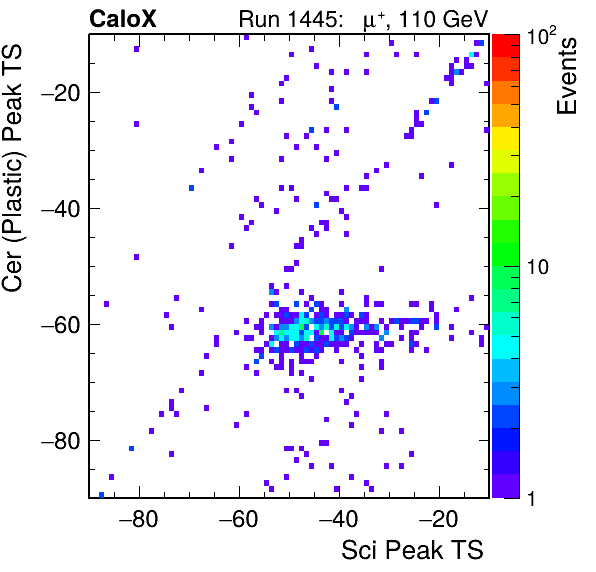 CaloX Run 1445: μ⁺, 110 GeV
Cer (Plastic) Peak TS
Events
10²
10
1
−20
−40
−60
−80
−80 −60 −40 −20
Sci Peak TS